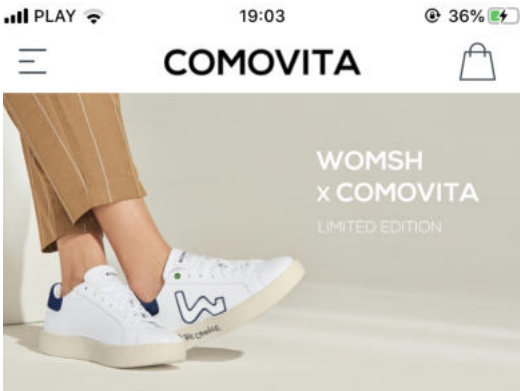 PLAY 19:03 36%
COMOVITA
WOMSH
x COMOVITA
LIMITED EDITION